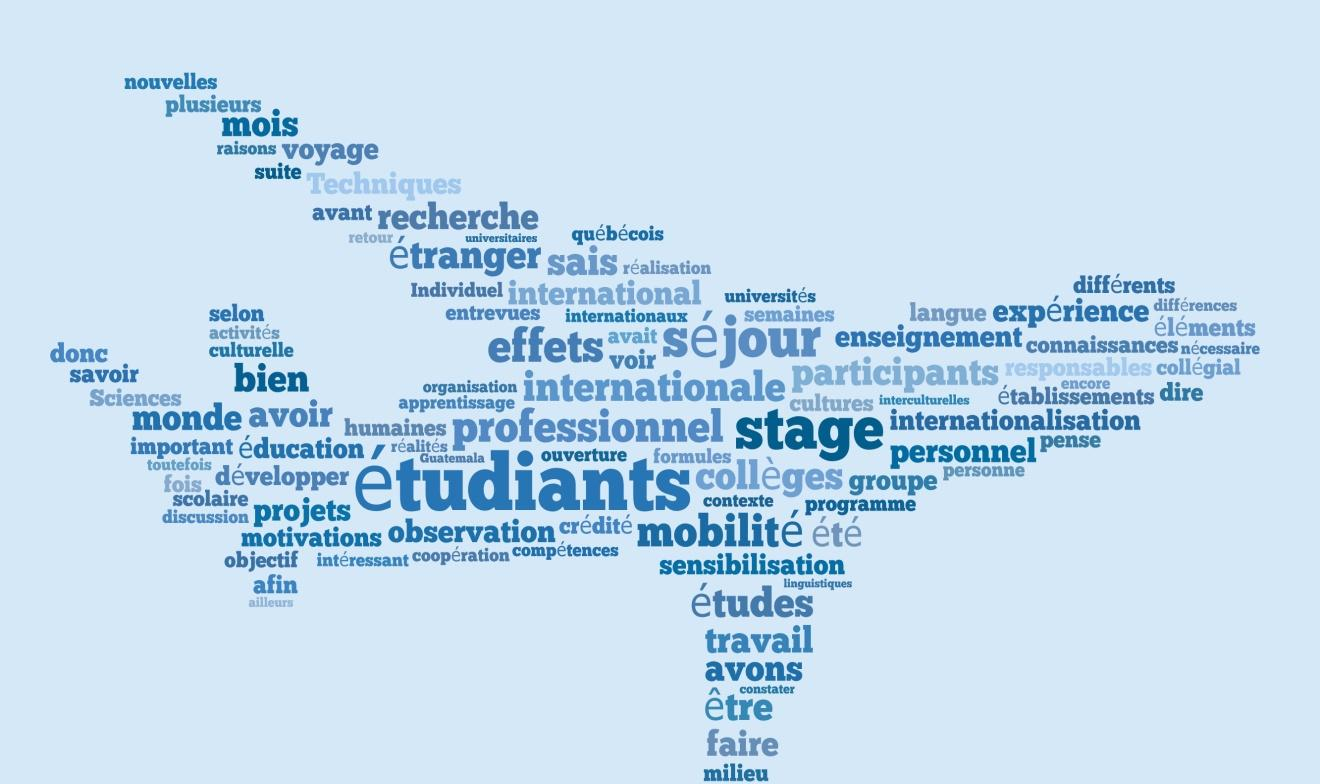 nouvelles
plusieurs
mois
raisons voyage
suite Techniques
avant recherche
retour universitaires québécois
étranger sais réalisation
Individuel international universités
entrevues internationaux semaines
effets avait séjour
voir
différents
langue expérience différences
enseignement éléments
connaissances nécessaire
selon
activités
culturelle
donc
savoir bien
Sciences
monde avoir
organisation internationale participants responsables collégial
encore
apprentissage cultures interculturelles établissements dire
humaines professionnel stage internationalisation
important éducation réalités personnel pense
Guatemala ouverture formules
toutefois développer étudiants collèges groupe personne
fois
scolaire contexte programme
discussion projets
motivations observation crédité mobilité été
objectif intéressant coopération compétences
afin sensibilisation
ailleurs linguistiques
études
travail
avons
constater
être
faire
milieu